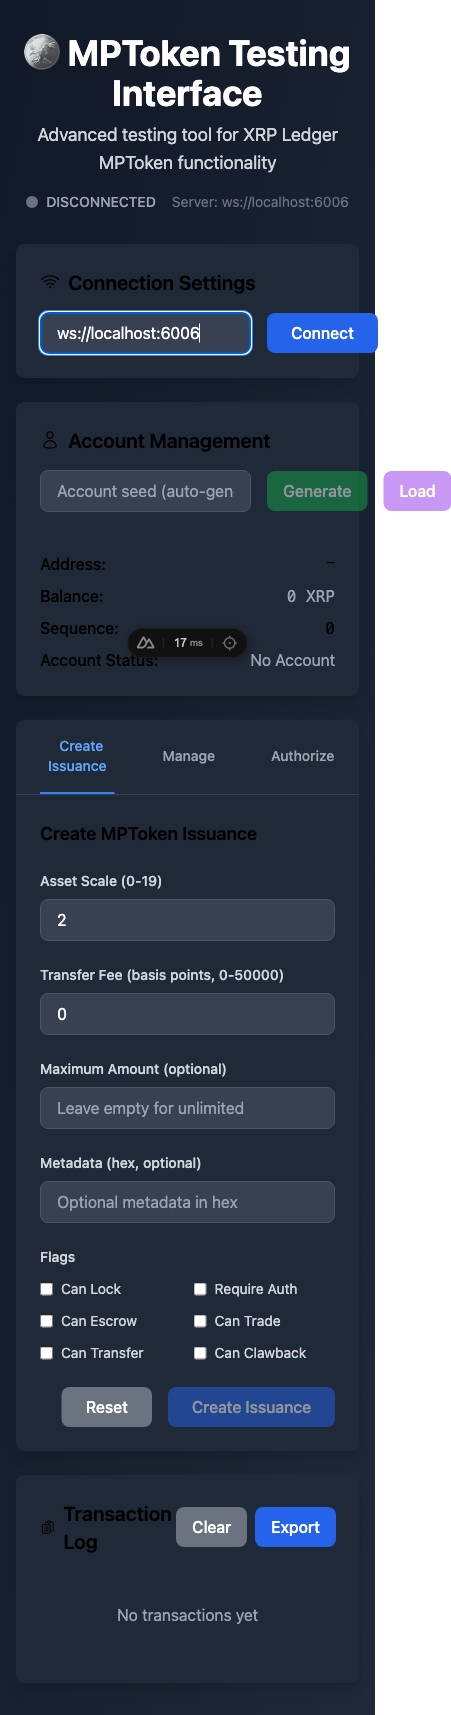 MPToken Testing
Interface
Advanced testing tool for XRP Ledger
MPToken functionality
DISCONNECTED Server: ws://localhost:6006
Connection Settings
ws://localhost:6006 Connect
Account Management
Account seed (auto-gen Generate Load
Address: –
Balance: 0 XRP
Sequence: 0
17 ms
Account Status: No Account
Create
Issuance
Manage
Authorize
Create MPToken Issuance
Asset Scale (0-19)
2
Transfer Fee (basis points, 0-50000)
0
Maximum Amount (optional)
Leave empty for unlimited
Metadata (hex, optional)
Optional metadata in hex
Flags
Can Lock Require Auth
Can Escrow Can Trade
Can Transfer Can Clawback
Reset Create Issuance
Transaction
Log
Clear Export
No transactions yet